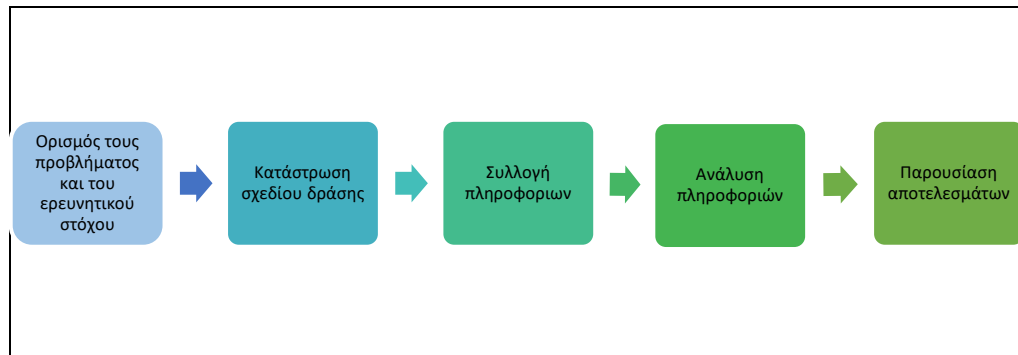 Ορισμός τους
προβλήματος
και του
ερευνητικού
στόχου
Κατάστρωση
σχεδίου δράσης
Συλλογή
πληροφοριων
Ανάλυση
πληροφοριών
Παρουσίαση
αποτελεσμάτων